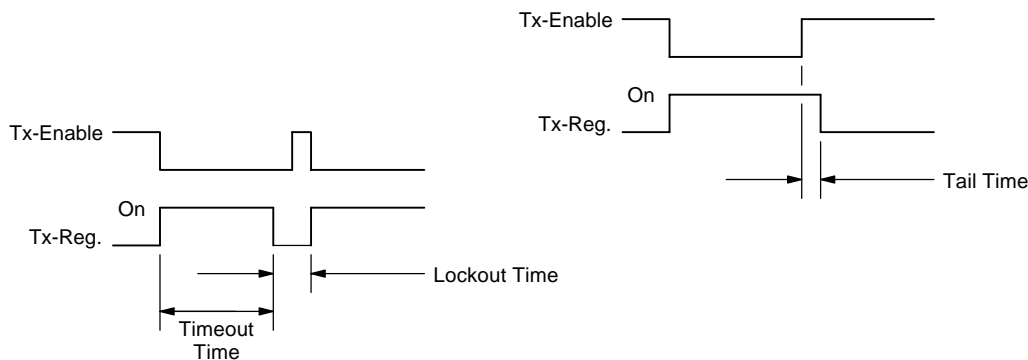 Tx-Enable
On
Tx-Reg.
Lockout Time
Timeout
Time
Tx-Enable
On
Tx-Reg.
Tail Time